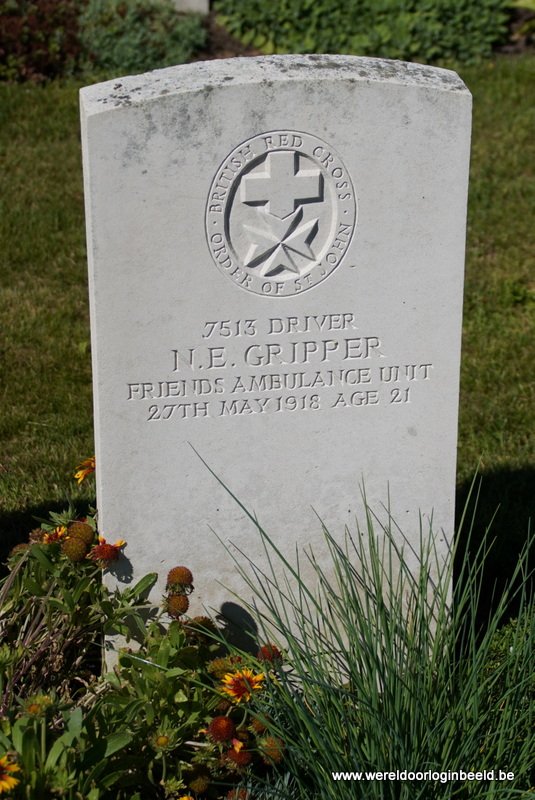 BRITISH RED CROSS
ORDER OF ST JOHN
7513 DRIVER
N.E. GRIPPER
FRIENDS AMBULANCE UNIT
27TH MAY 1918 AGE 21
www.wereldoorloginbeeld.be